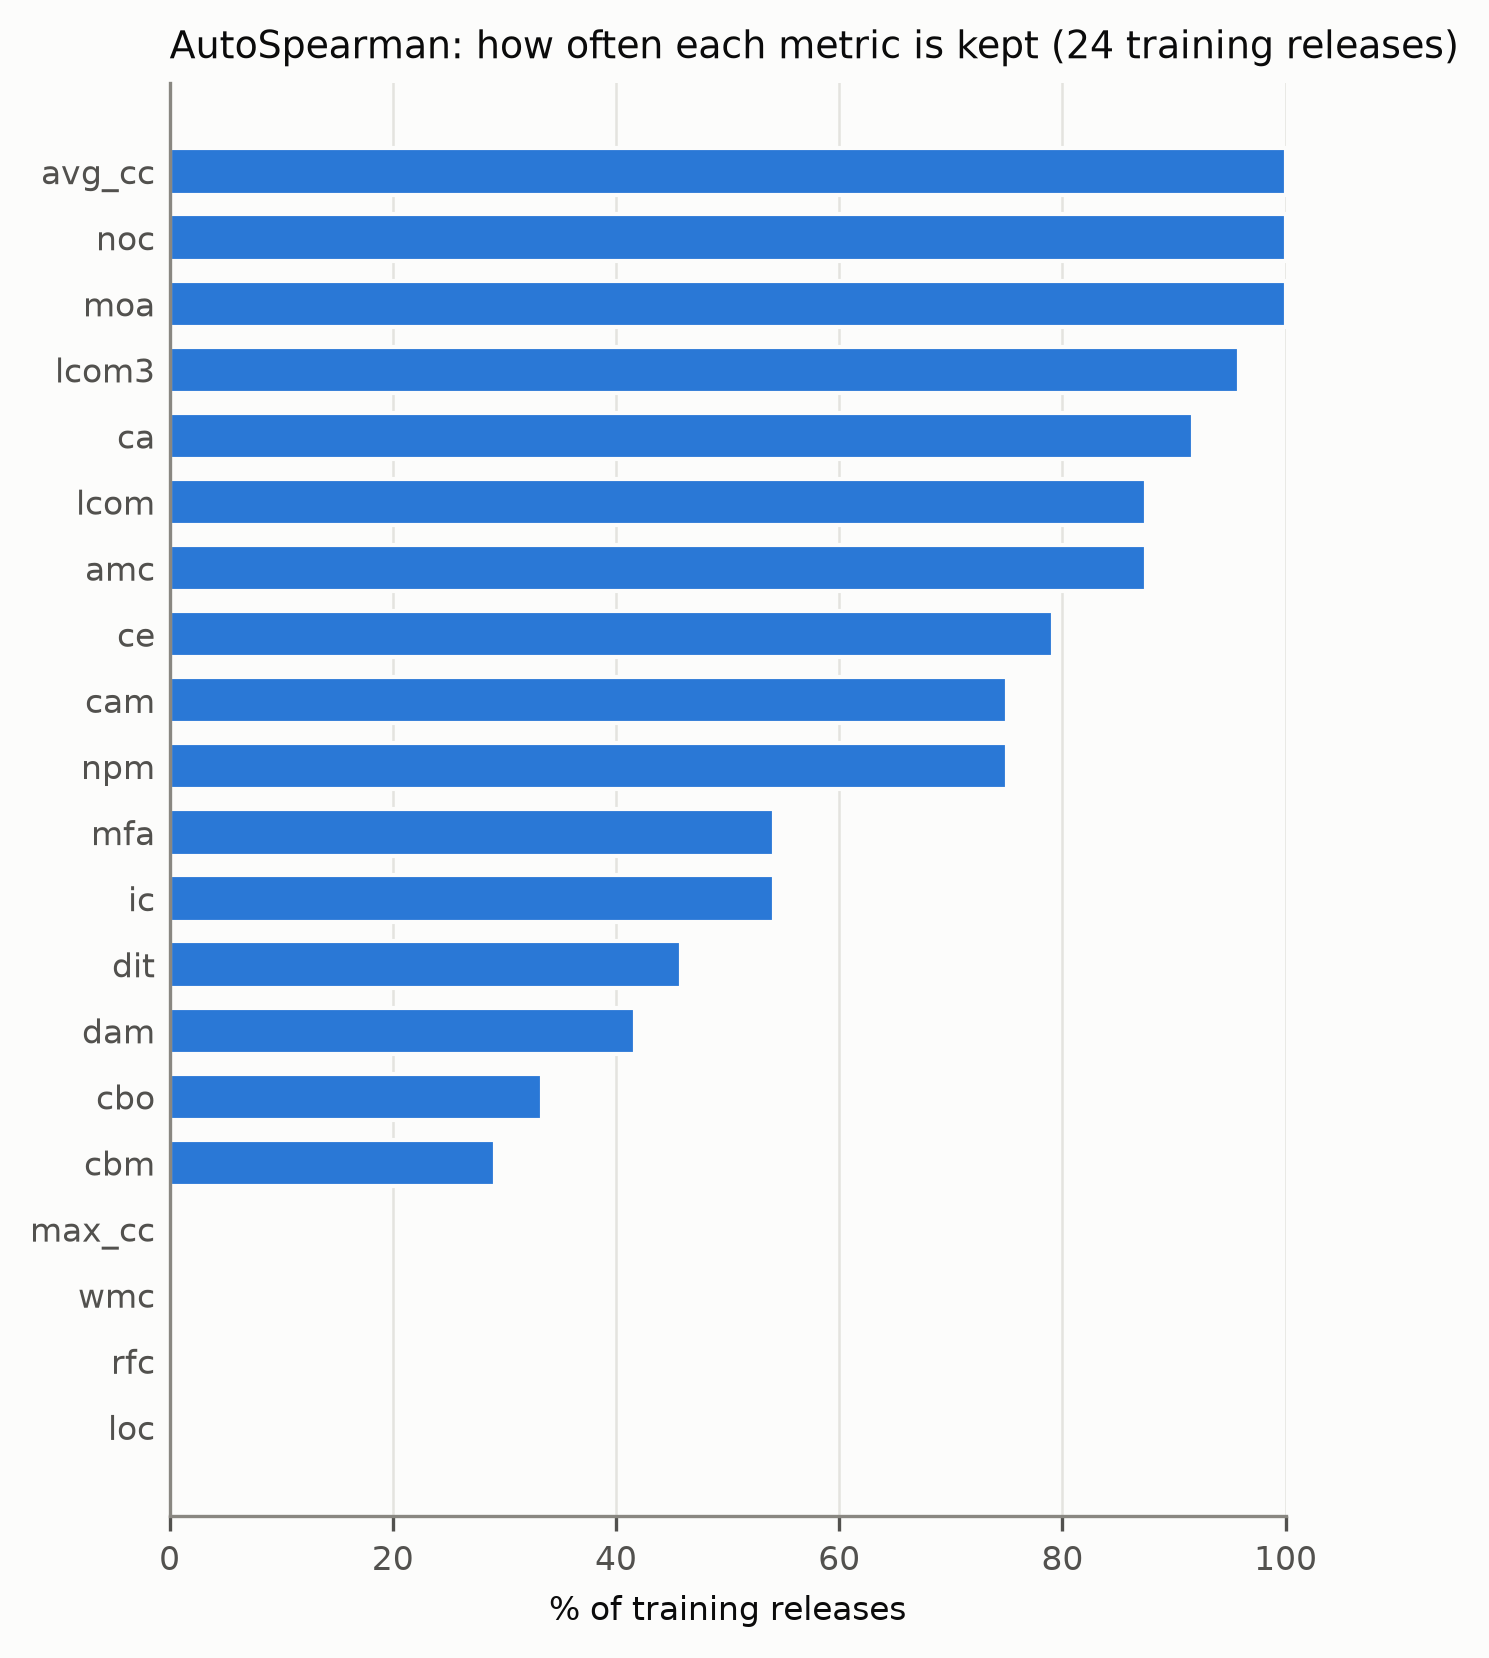 AutoSpearman: how often each metric is kept (24 training releases)
avg_cc
noc
moa
lcom3
ca
lcom
amc
ce
cam
npm
mfa
ic
dit
dam
cbo
cbm
max_cc
wmc
rfc
loc
0 20 40 60 80 100
% of training releases